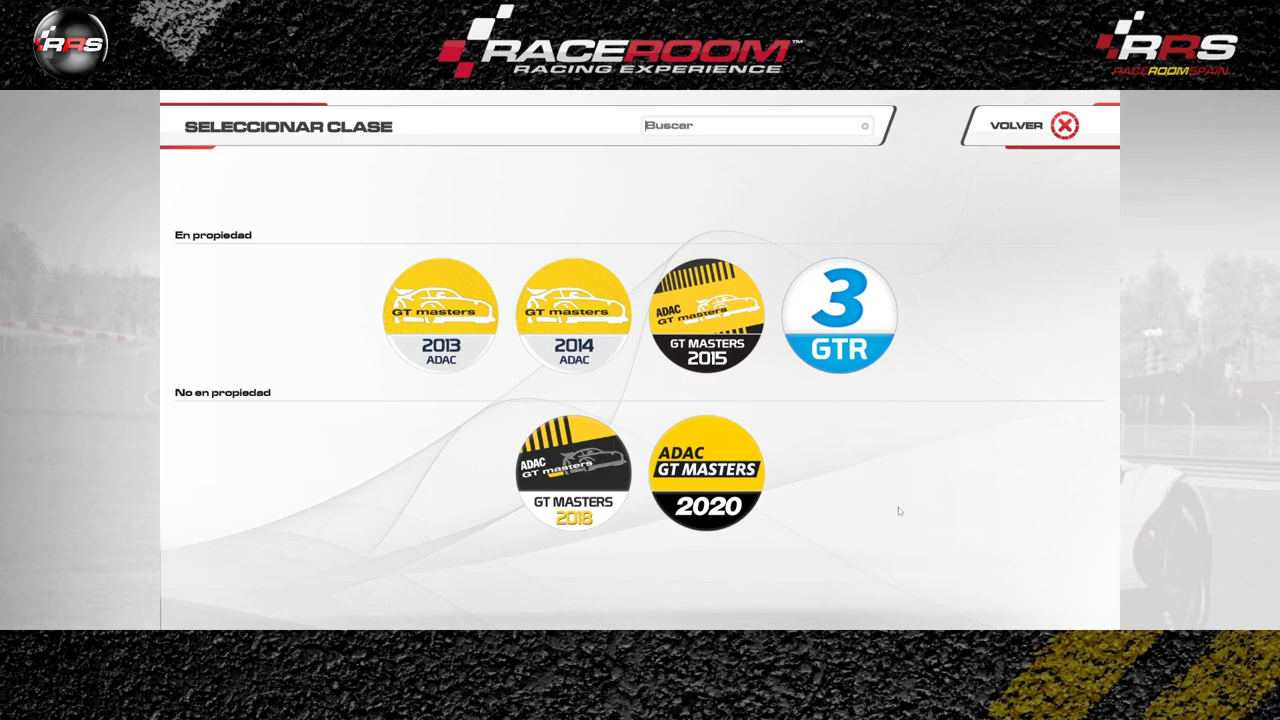 RRS
RACEROOM™
RACING EXPERIENCE
RRS
RACEROOMSPAIN
SELECCIONAR CLASE
Buscar
VOLVER
En propiedad
GT masters
2013
ADAC
GT masters
2014
ADAC
ADAC
GT masters
GT MASTERS
2015
3
GTR
No en propiedad
ADAC
GT masters
GT MASTERS
2018
ADAC
GT MASTERS
2020